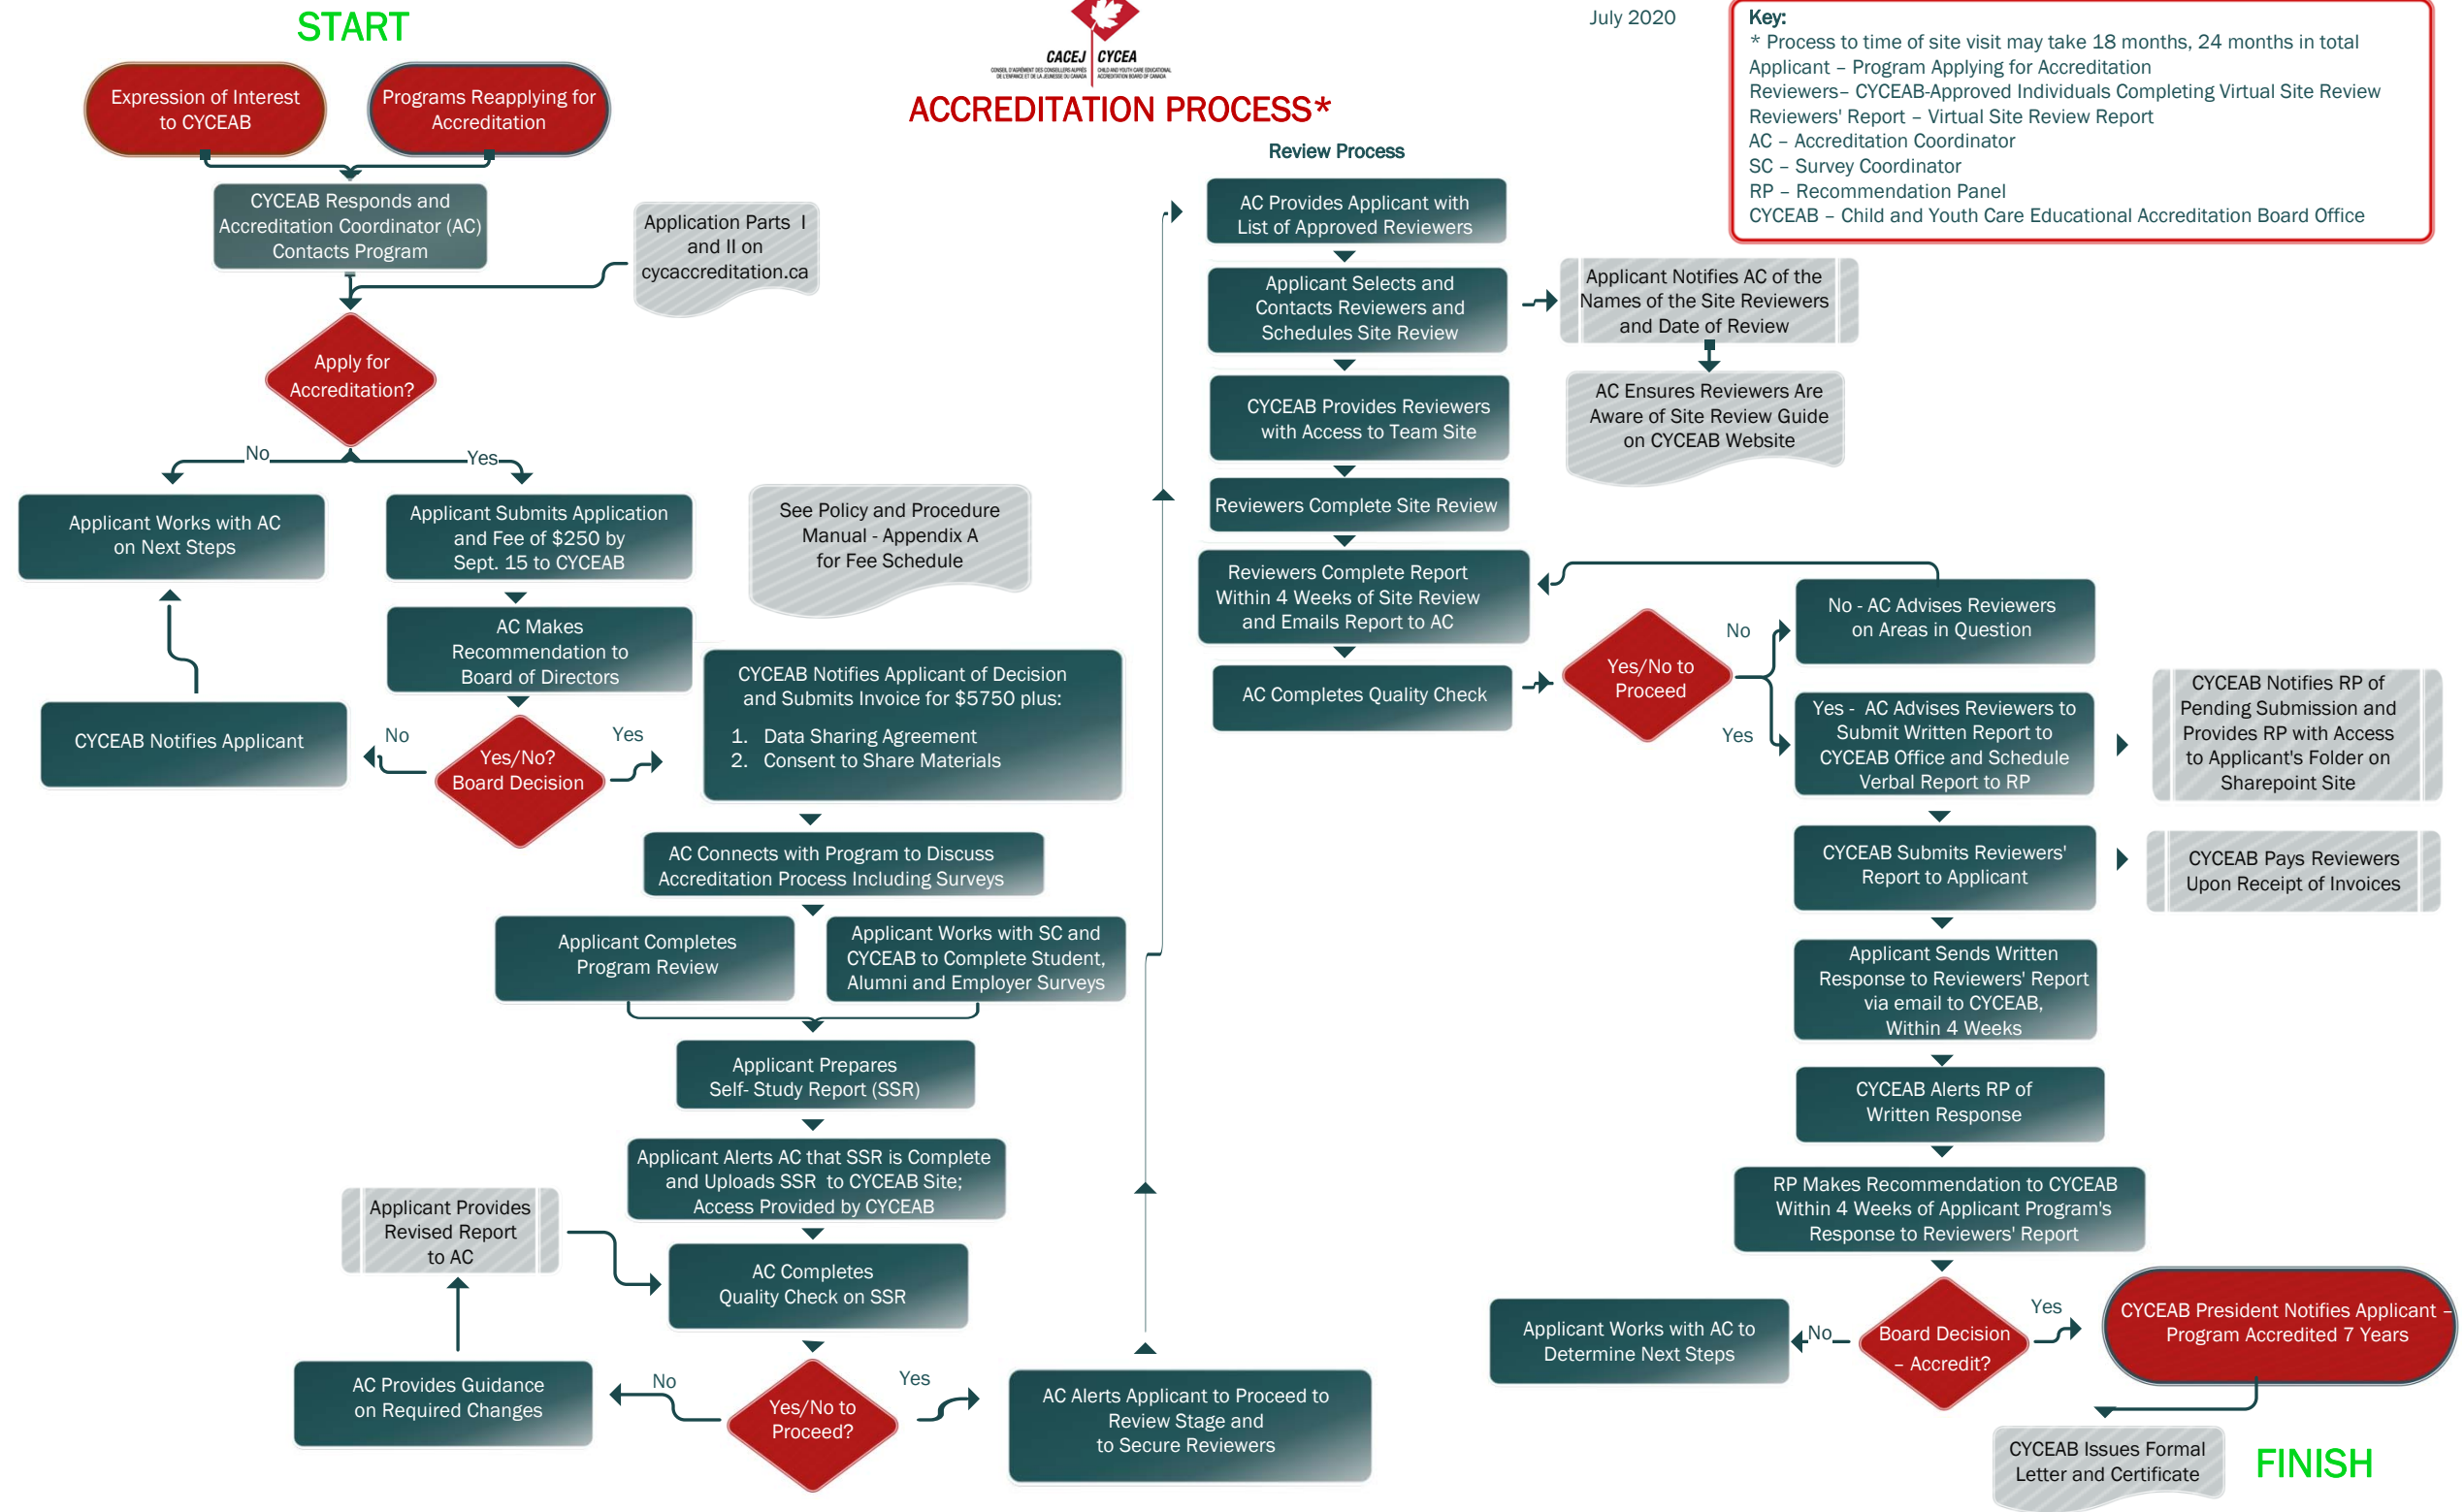 START
CACEJ CYCEA
CONSEIL D'AGRÉMENT DES CONSEILLERS AUPRÈS
DE L'ENFANCE ET DE LA JEUNESSE DU CANADA
CHILD AND YOUTH CARE EDUCATIONAL
ACCREDITATION BOARD OF CANADA
ACCREDITATION PROCESS*
July 2020
Key:
* Process to time of site visit may take 18 months, 24 months in total
Applicant – Program Applying for Accreditation
Reviewers– CYCEAB-Approved Individuals Completing Virtual Site Review
Reviewers' Report – Virtual Site Review Report
AC – Accreditation Coordinator
SC – Survey Coordinator
RP – Recommendation Panel
CYCEAB – Child and Youth Care Educational Accreditation Board Office
Expression of Interest
to CYCEAB
Programs Reapplying for
Accreditation
CYCEAB Responds and
Accreditation Coordinator (AC)
Contacts Program
Application Parts I
and II on
cycaccreditation.ca
Apply for
Accreditation?
No
Yes
Applicant Works with AC
on Next Steps
Applicant Submits Application
and Fee of $250 by
Sept. 15 to CYCEAB
See Policy and Procedure
Manual - Appendix A
for Fee Schedule
AC Makes
Recommendation to
Board of Directors
CYCEAB Notifies Applicant
No
Yes/No?
Board Decision
Yes
CYCEAB Notifies Applicant of Decision
and Submits Invoice for $5750 plus:
1. Data Sharing Agreement
2. Consent to Share Materials
AC Connects with Program to Discuss
Accreditation Process Including Surveys
Applicant Completes
Program Review
Applicant Works with SC and
CYCEAB to Complete Student,
Alumni and Employer Surveys
Applicant Prepares
Self- Study Report (SSR)
Applicant Alerts AC that SSR is Complete
and Uploads SSR to CYCEAB Site;
Access Provided by CYCEAB
Applicant Provides
Revised Report
to AC
AC Completes
Quality Check on SSR
AC Provides Guidance
on Required Changes
No
Yes/No to
Proceed?
Yes
AC Alerts Applicant to Proceed to
Review Stage and
to Secure Reviewers
Review Process
AC Provides Applicant with
List of Approved Reviewers
Applicant Selects and
Contacts Reviewers and
Schedules Site Review
Applicant Notifies AC of the
Names of the Site Reviewers
and Date of Review
AC Ensures Reviewers Are
Aware of Site Review Guide
on CYCEAB Website
CYCEAB Provides Reviewers
with Access to Team Site
Reviewers Complete Site Review
Reviewers Complete Report
Within 4 Weeks of Site Review
and Emails Report to AC
AC Completes Quality Check
Yes/No to
Proceed
No
Yes
No - AC Advises Reviewers
on Areas in Question
Yes - AC Advises Reviewers to
Submit Written Report to
CYCEAB Office and Schedule
Verbal Report to RP
CYCEAB Notifies RP of
Pending Submission and
Provides RP with Access
to Applicant's Folder on
Sharepoint Site
CYCEAB Submits Reviewers'
Report to Applicant
CYCEAB Pays Reviewers
Upon Receipt of Invoices
Applicant Sends Written
Response to Reviewers' Report
via email to CYCEAB,
Within 4 Weeks
CYCEAB Alerts RP of
Written Response
RP Makes Recommendation to CYCEAB
Within 4 Weeks of Applicant Program's
Response to Reviewers' Report
Applicant Works with AC to
Determine Next Steps
No
Board Decision
– Accredit?
Yes
CYCEAB President Notifies Applicant –
Program Accredited 7 Years
CYCEAB Issues Formal
Letter and Certificate
FINISH